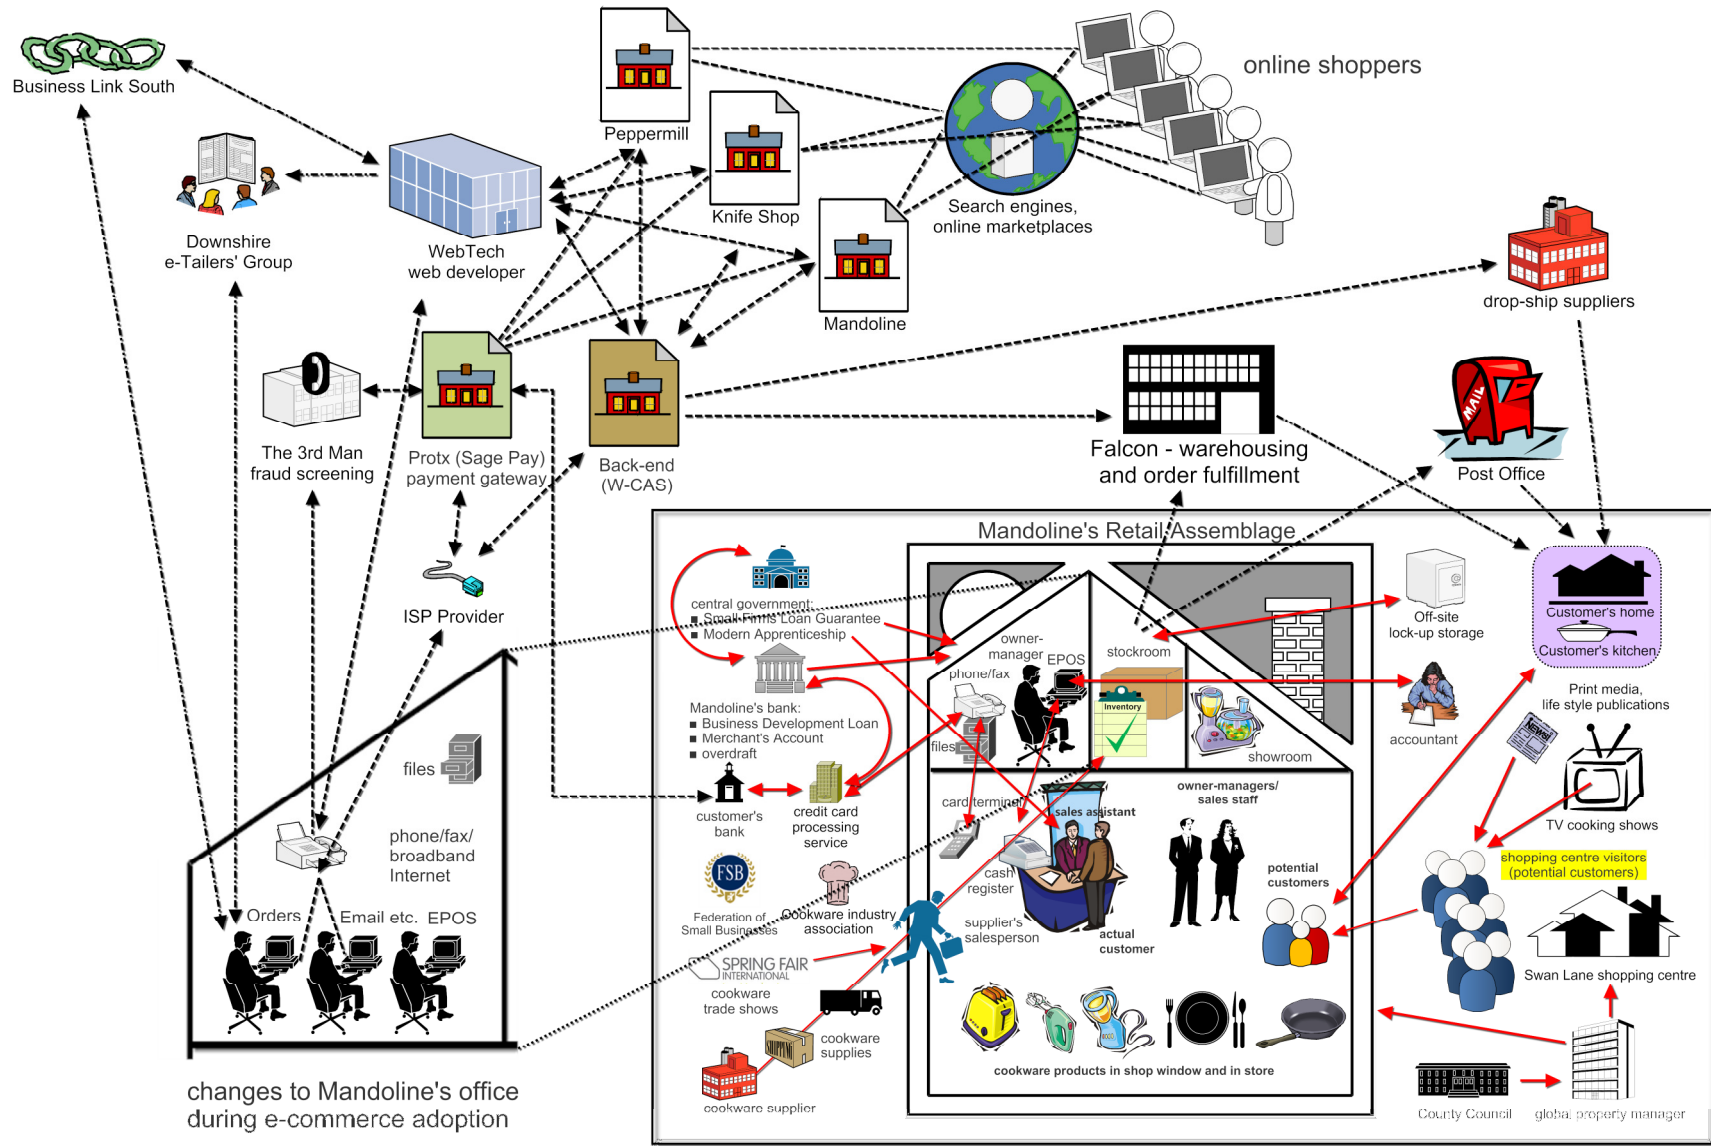 online shoppers
Business Link South
Peppermill
Knife Shop
Search engines,
online marketplaces
Downshire
e-Tailers' Group
WebTech
web developer
Mandoline
drop-ship suppliers
MAIL
The 3rd Man
fraud screening
Protx (Sage Pay)
payment gateway
Back-end
(W-CAS)
Falcon - warehousing
and order fulfillment
Post Office
ISP Provider
Mandoline's Retail Assemblage
central government:
Small Firms Loan Guarantee
Modern Apprenticeship
Mandoline's bank:
Business Development Loan
Merchant's Account
overdraft
customer's
bank
credit card
processing
service
FSB
Federation of
Small Businesses
Cookware industry
association
SPRING FAIR
INTERNATIONAL
cookware
trade shows
SHIPPING
cookware
supplies
cookware supplier
owner-
manager
EPOS
phone/fax
files
stockroom
Inventory
showroom
card terminal
sales assistant
cash
register
supplier's
salesperson
actual
customer
owner-managers/
sales staff
potential
customers
cookware products in shop window and in store
Off-site
lock-up storage
Customer's home
Customer's kitchen
accountant
Print media,
life style publications
NEWS
TV cooking shows
shopping centre visitors
(potential customers)
Swan Lane shopping centre
County Council
global property manager
files
phone/fax/
broadband
Internet
Orders
Email etc.
EPOS
changes to Mandoline's office
during e-commerce adoption